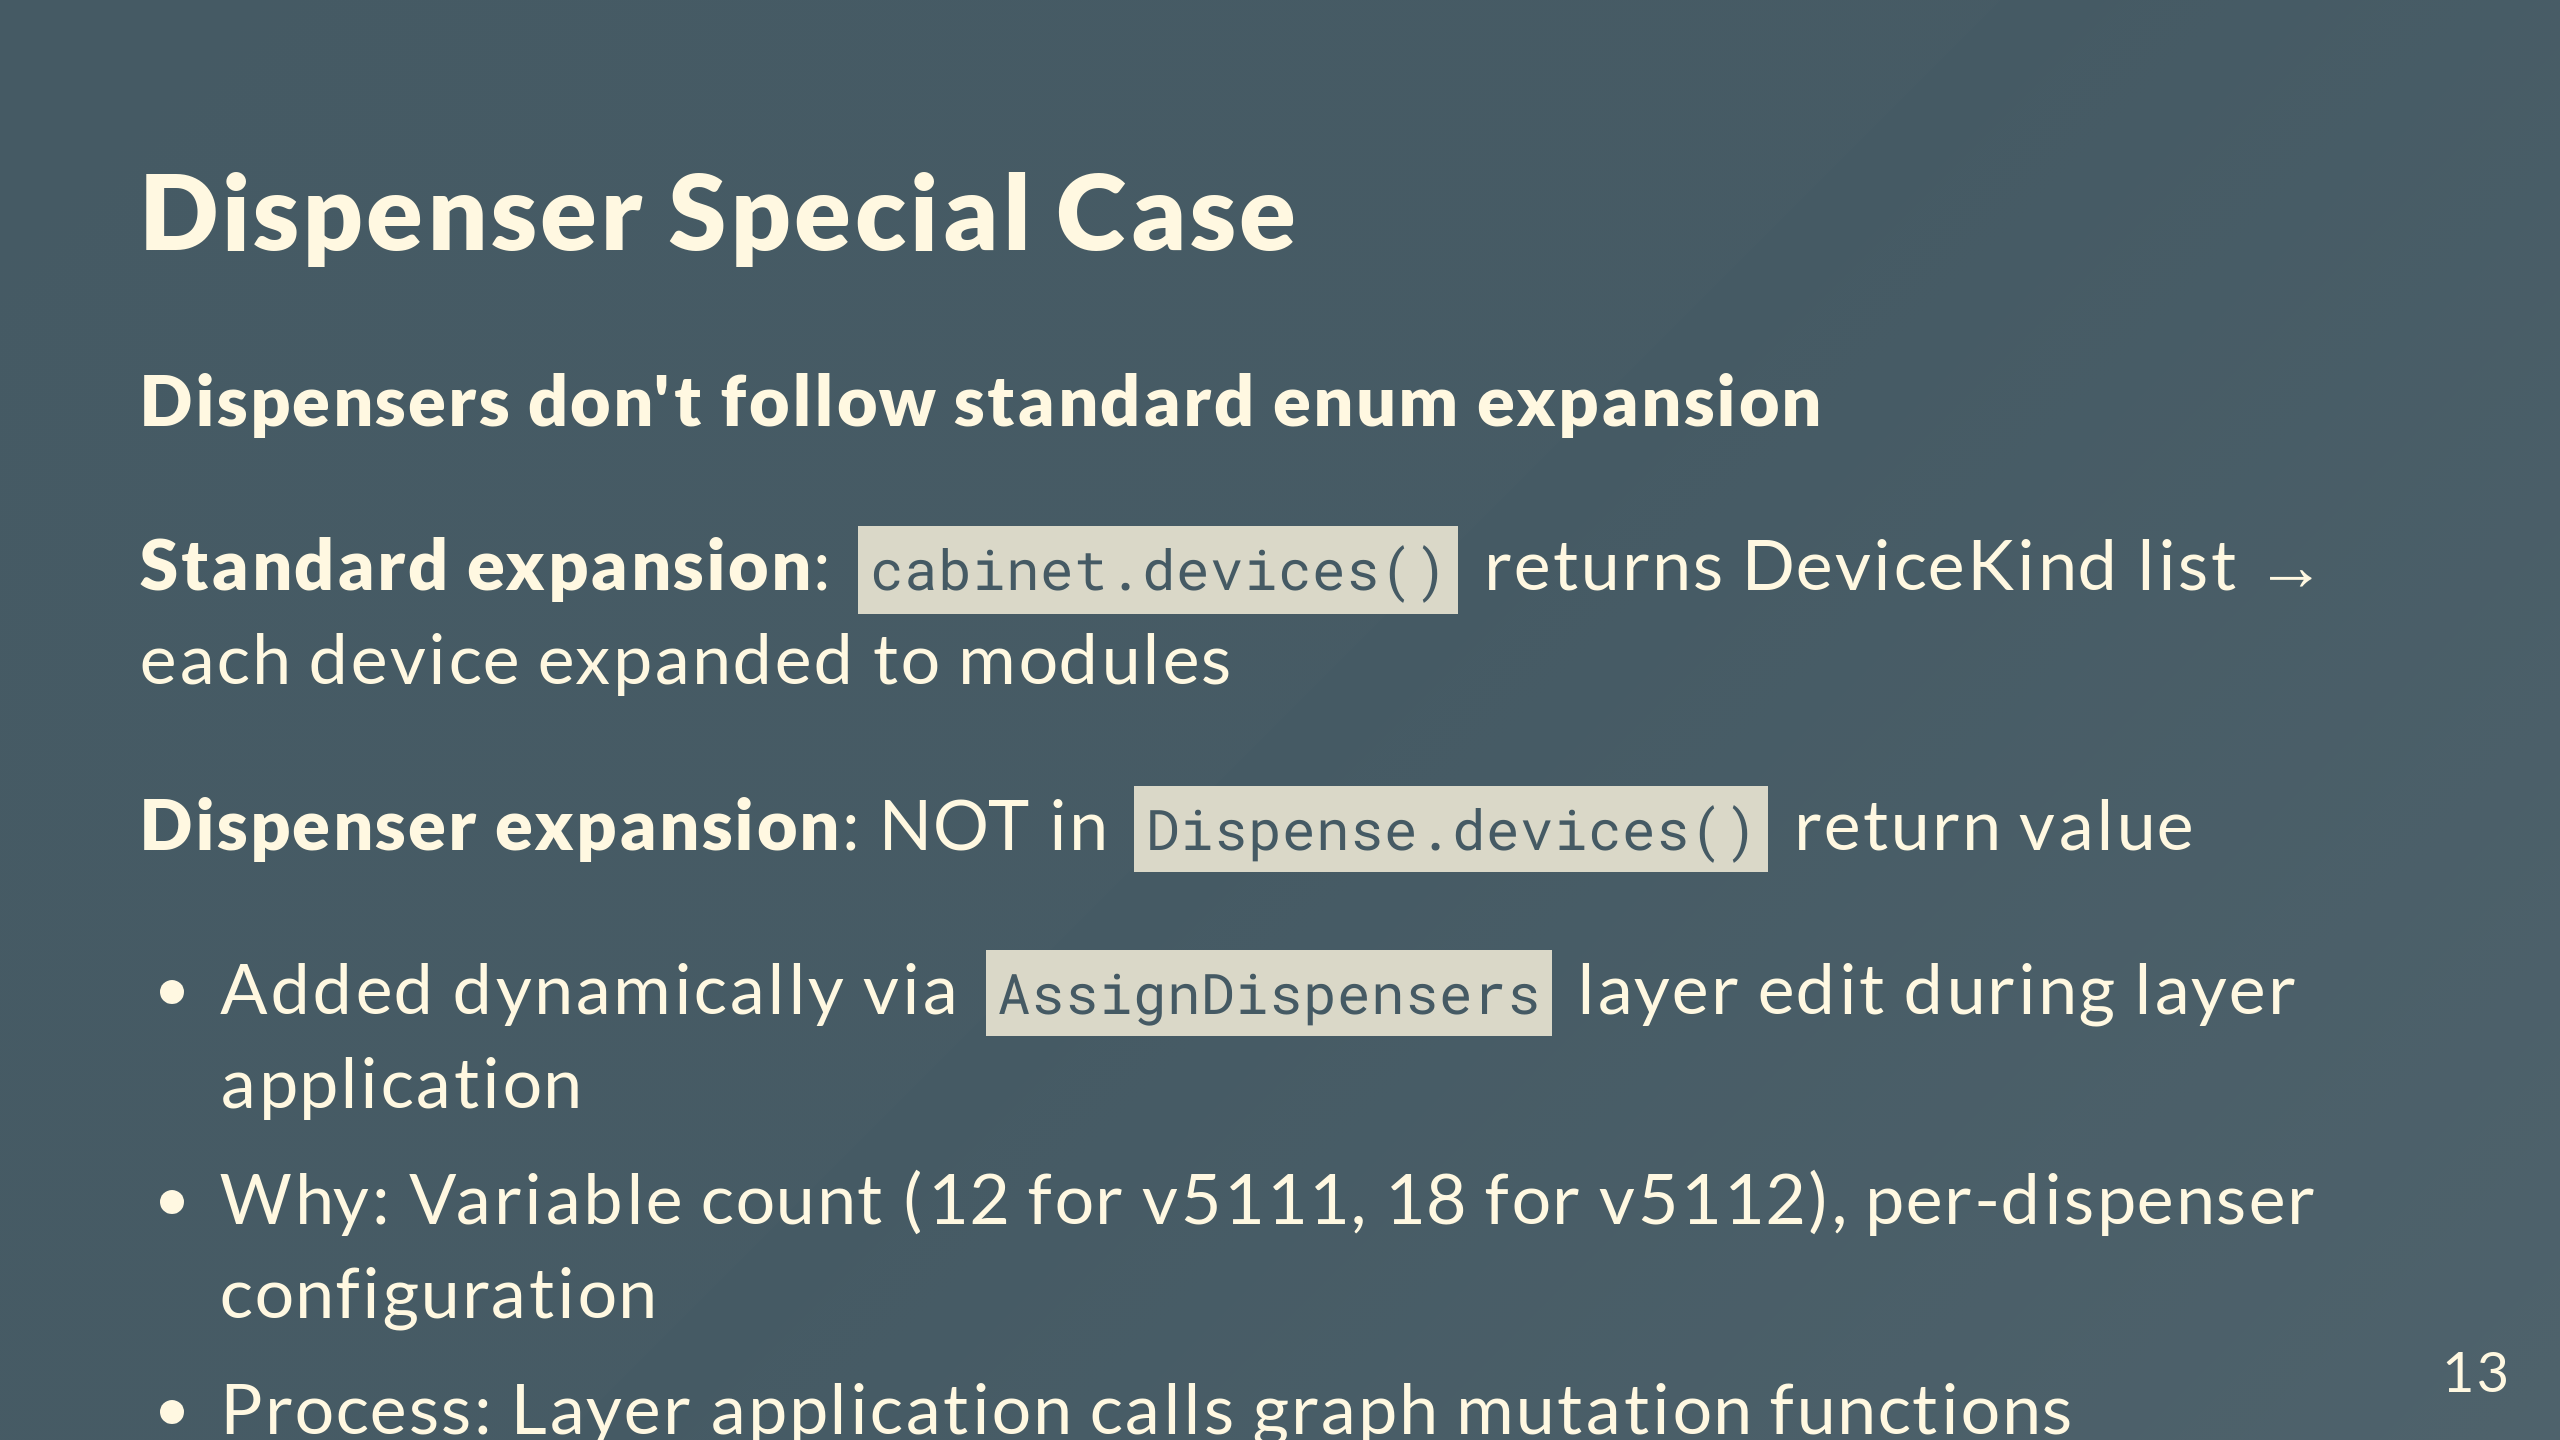 Dispenser Special Case
Dispensers don't follow standard enum expansion
Standard expansion: cabinet.devices() returns DeviceKind list →
each device expanded to modules
Dispenser expansion: NOT in Dispense.devices() return value
• Added dynamically via AssignDispensers layer edit during layer
application
• Why: Variable count (12 for v5111, 18 for v5112), per-dispenser
configuration
• Process: Layer application calls graph mutation functions
13